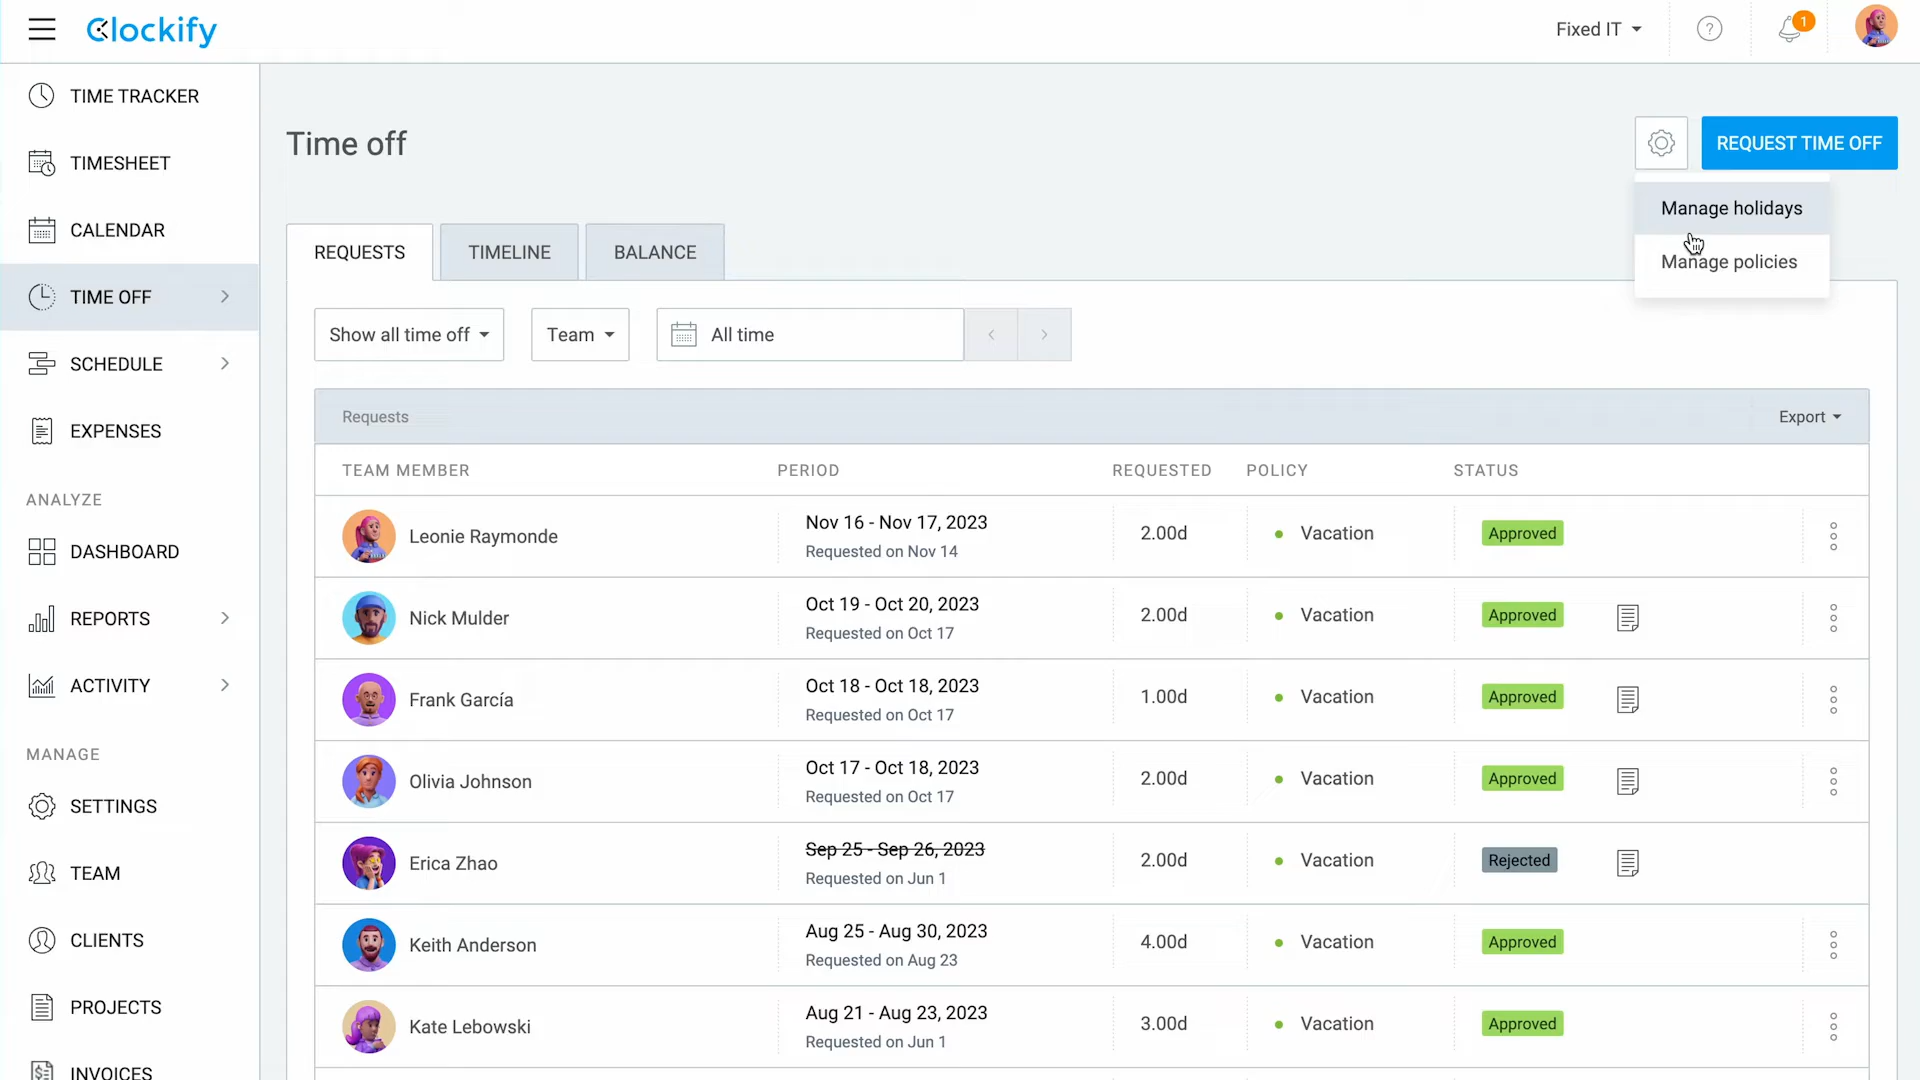 Clockify
Fixed IT
?
1
TIME TRACKER
TIMESHEET
CALENDAR
TIME OFF
SCHEDULE
EXPENSES
ANALYZE
DASHBOARD
REPORTS
ACTIVITY
MANAGE
SETTINGS
TEAM
CLIENTS
PROJECTS
INVOICES
Time off
REQUEST TIME OFF
Manage holidays
Manage policies
REQUESTS TIMELINE BALANCE
Show all time off Team All time
Requests Export
TEAM MEMBER PERIOD REQUESTED POLICY STATUS
Leonie Raymonde Nov 16 - Nov 17, 2023 2.00d Vacation Approved
Requested on Nov 14
Nick Mulder Oct 19 - Oct 20, 2023 2.00d Vacation Approved
Requested on Oct 17
Frank García Oct 18 - Oct 18, 2023 1.00d Vacation Approved
Requested on Oct 17
Olivia Johnson Oct 17 - Oct 18, 2023 2.00d Vacation Approved
Requested on Oct 17
Erica Zhao Sep 25 - Sep 26, 2023 2.00d Vacation Rejected
Requested on Jun 1
Keith Anderson Aug 25 - Aug 30, 2023 4.00d Vacation Approved
Requested on Aug 23
Kate Lebowski Aug 21 - Aug 23, 2023 3.00d Vacation Approved
Requested on Jun 1